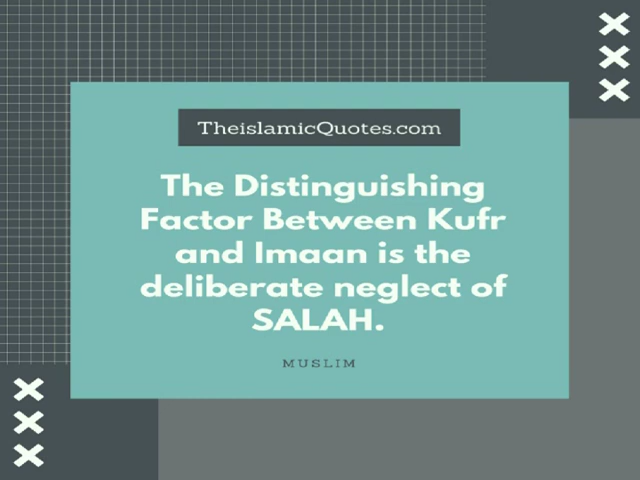 TheislamicQuotes.com
The Distinguishing
Factor Between Kufr
and Imaan is the
deliberate neglect of
SALAH.
MUSLIM